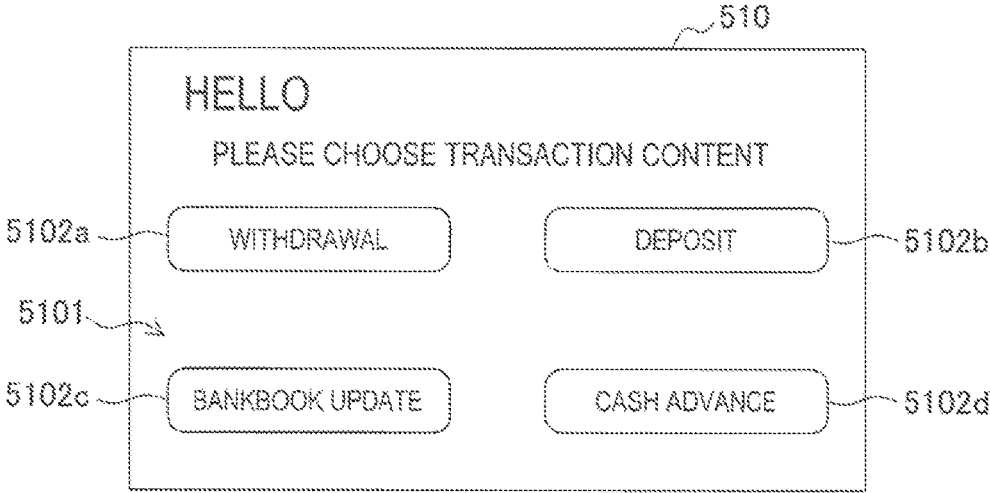 510
HELLO
PLEASE CHOOSE TRANSACTION CONTENT
5102a WITHDRAWAL DEPOSIT 5102b
5101
5102c BANKBOOK UPDATE CASH ADVANCE 5102d